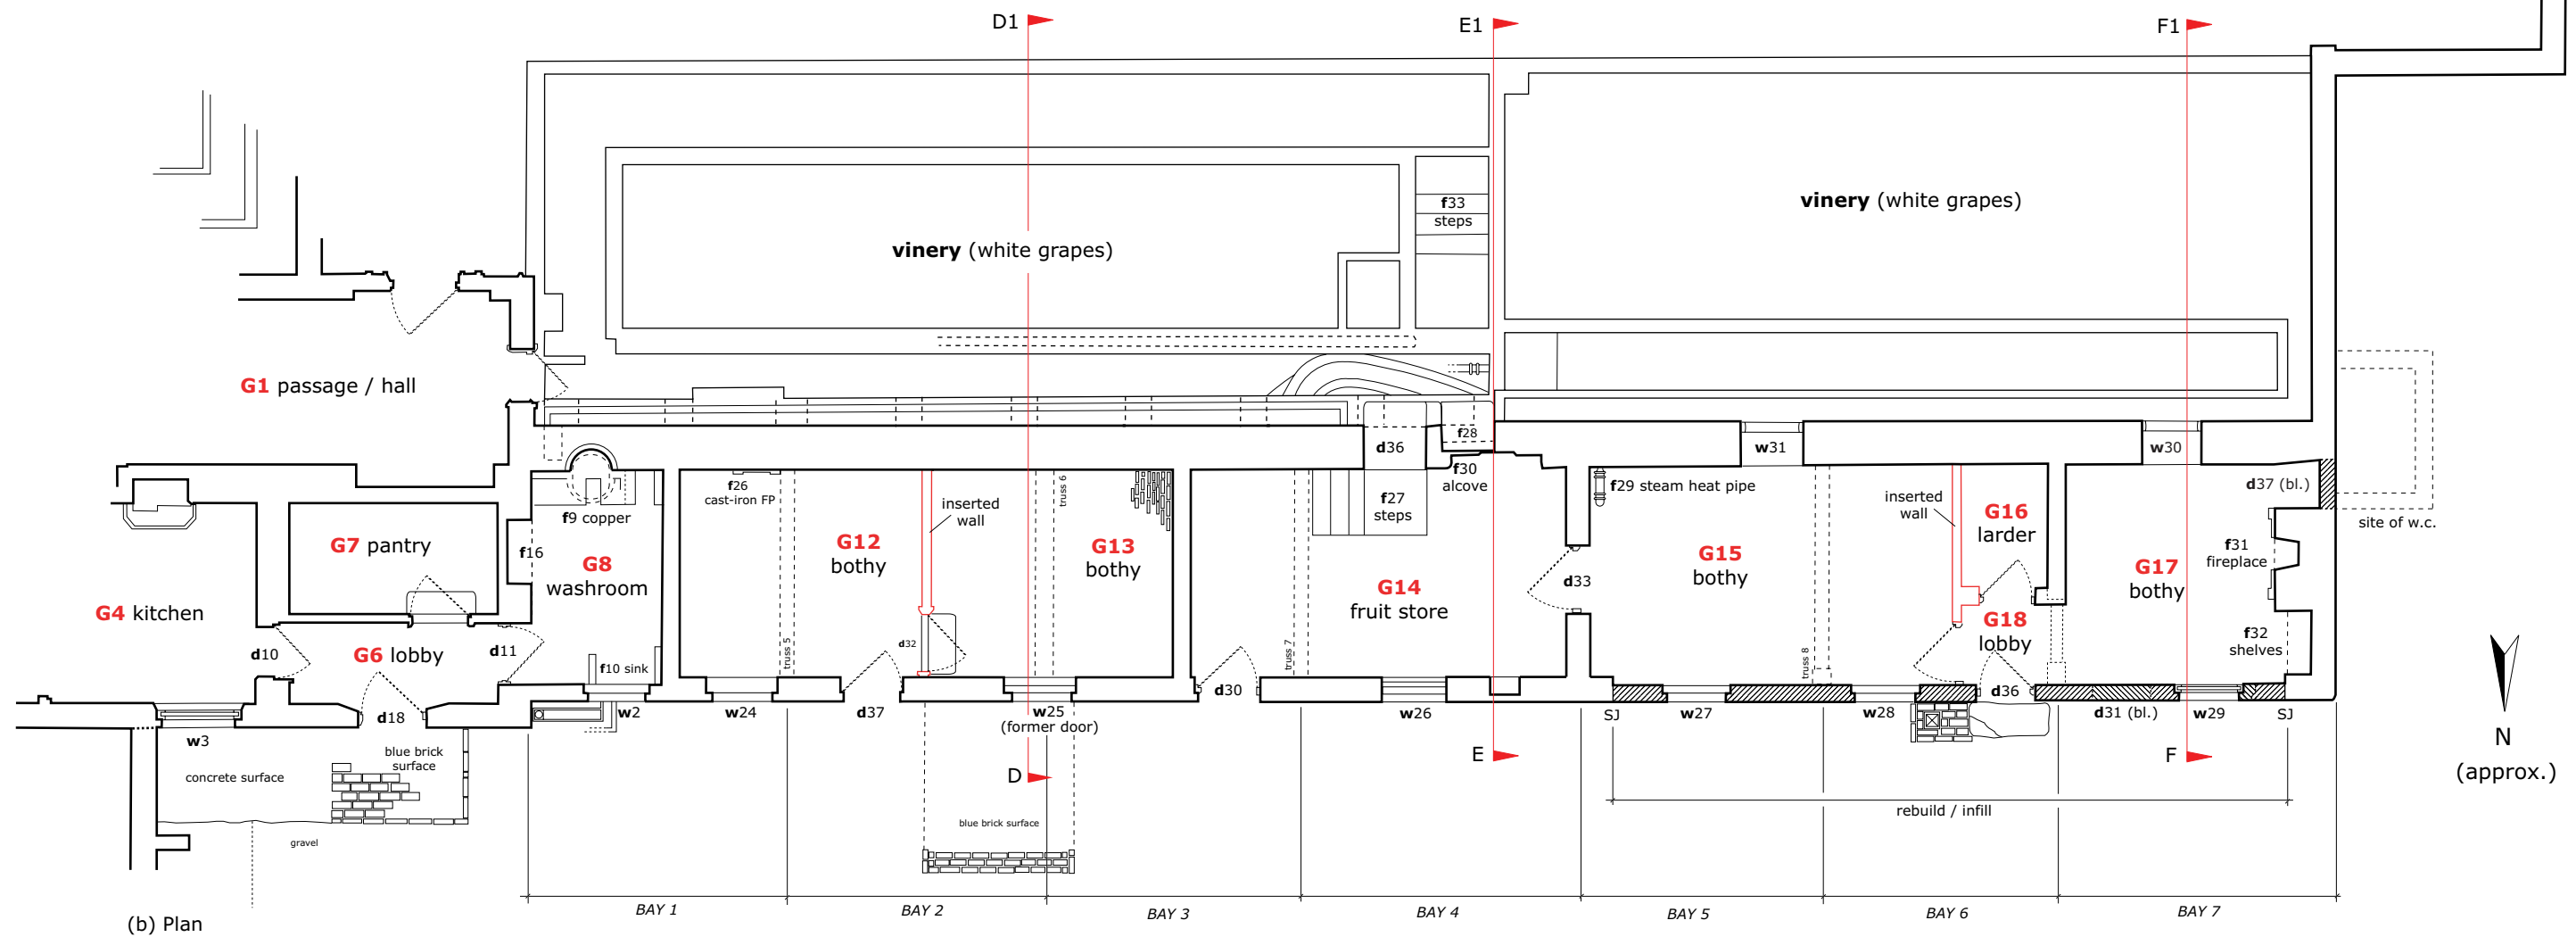 D1
E1
F1
f33
steps
vinery (white grapes)
vinery (white grapes)
G1 passage / hall
d36
f28
w31
w30
f26
cast-iron FP
truss 6
inserted
wall
f27
steps
f30
alcove
f29 steam heat pipe
inserted
wall
d37 (bl.)
site of w.c.
f9 copper
G7 pantry
f16
G8
washroom
G12
bothy
G13
bothy
G14
fruit store
d33
G15
bothy
G16
larder
G17
bothy
f31
fireplace
G4 kitchen
d10
G6 lobby
d11
f10 sink
truss 5
d32
truss 7
truss 8
G18
lobby
f32
shelves
d18
w2
w24
d37
w25
(former door)
d30
w26
SJ
w27
w28
d36
d31 (bl.)
w29
SJ
w3
concrete surface
blue brick
surface
D
E
F
N
(approx.)
rebuild / infill
blue brick surface
gravel
BAY 1
BAY 2
BAY 3
BAY 4
BAY 5
BAY 6
BAY 7
(b) Plan